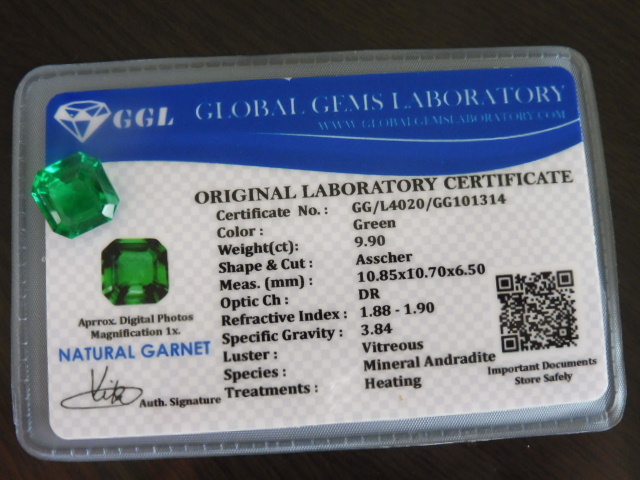 GGL GLOBAL GEMS LABORATORY
WWW.GLOBALGEMSLABORATORY.COM
ORIGINAL LABORATORY CERTIFICATE
Certificate No. : GG/L4020/GG101314
Color : Green
Weight(ct): 9.90
Shape & Cut : Asscher
Meas. (mm) : 10.85x10.70x6.50
Optic Ch : DR
Refractive Index : 1.88 - 1.90
Specific Gravity : 3.84
Luster : Vitreous
Species : Mineral Andradite
Treatments : Heating
Aprrox. Digital Photos
Magnification 1x.
NATURAL GARNET
Auth. Signature
Important Documents
Store Safely